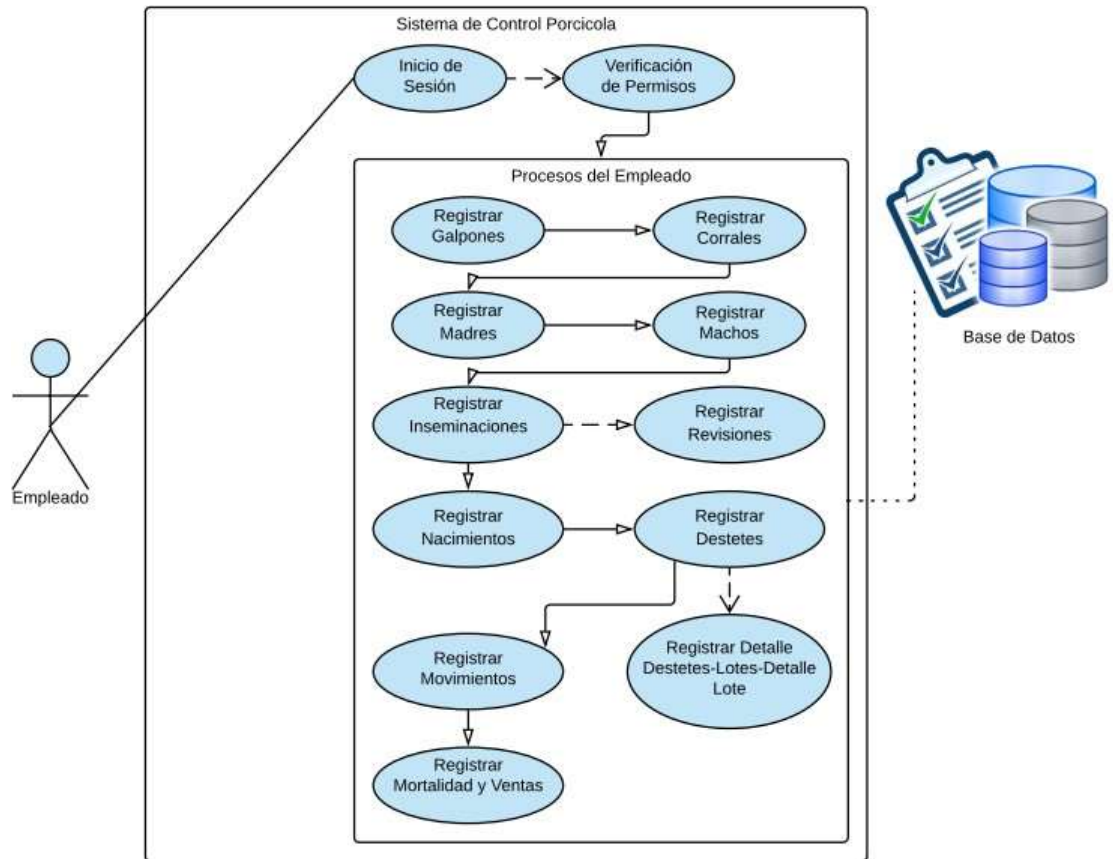 Sistema de Control Porcicola
Inicio de
Sesión
Verificación
de Permisos
Procesos del Empleado
Registrar
Galpones
Registrar
Corrales
Registrar
Madres
Registrar
Machos
Base de Datos
Registrar
Inseminaciones
Registrar
Revisiones
Empleado
Registrar
Nacimientos
Registrar
Destetes
Registrar
Movimientos
Registrar Detalle
Destetes-Lotes-Detalle
Lote
Registrar
Mortalidad y Ventas